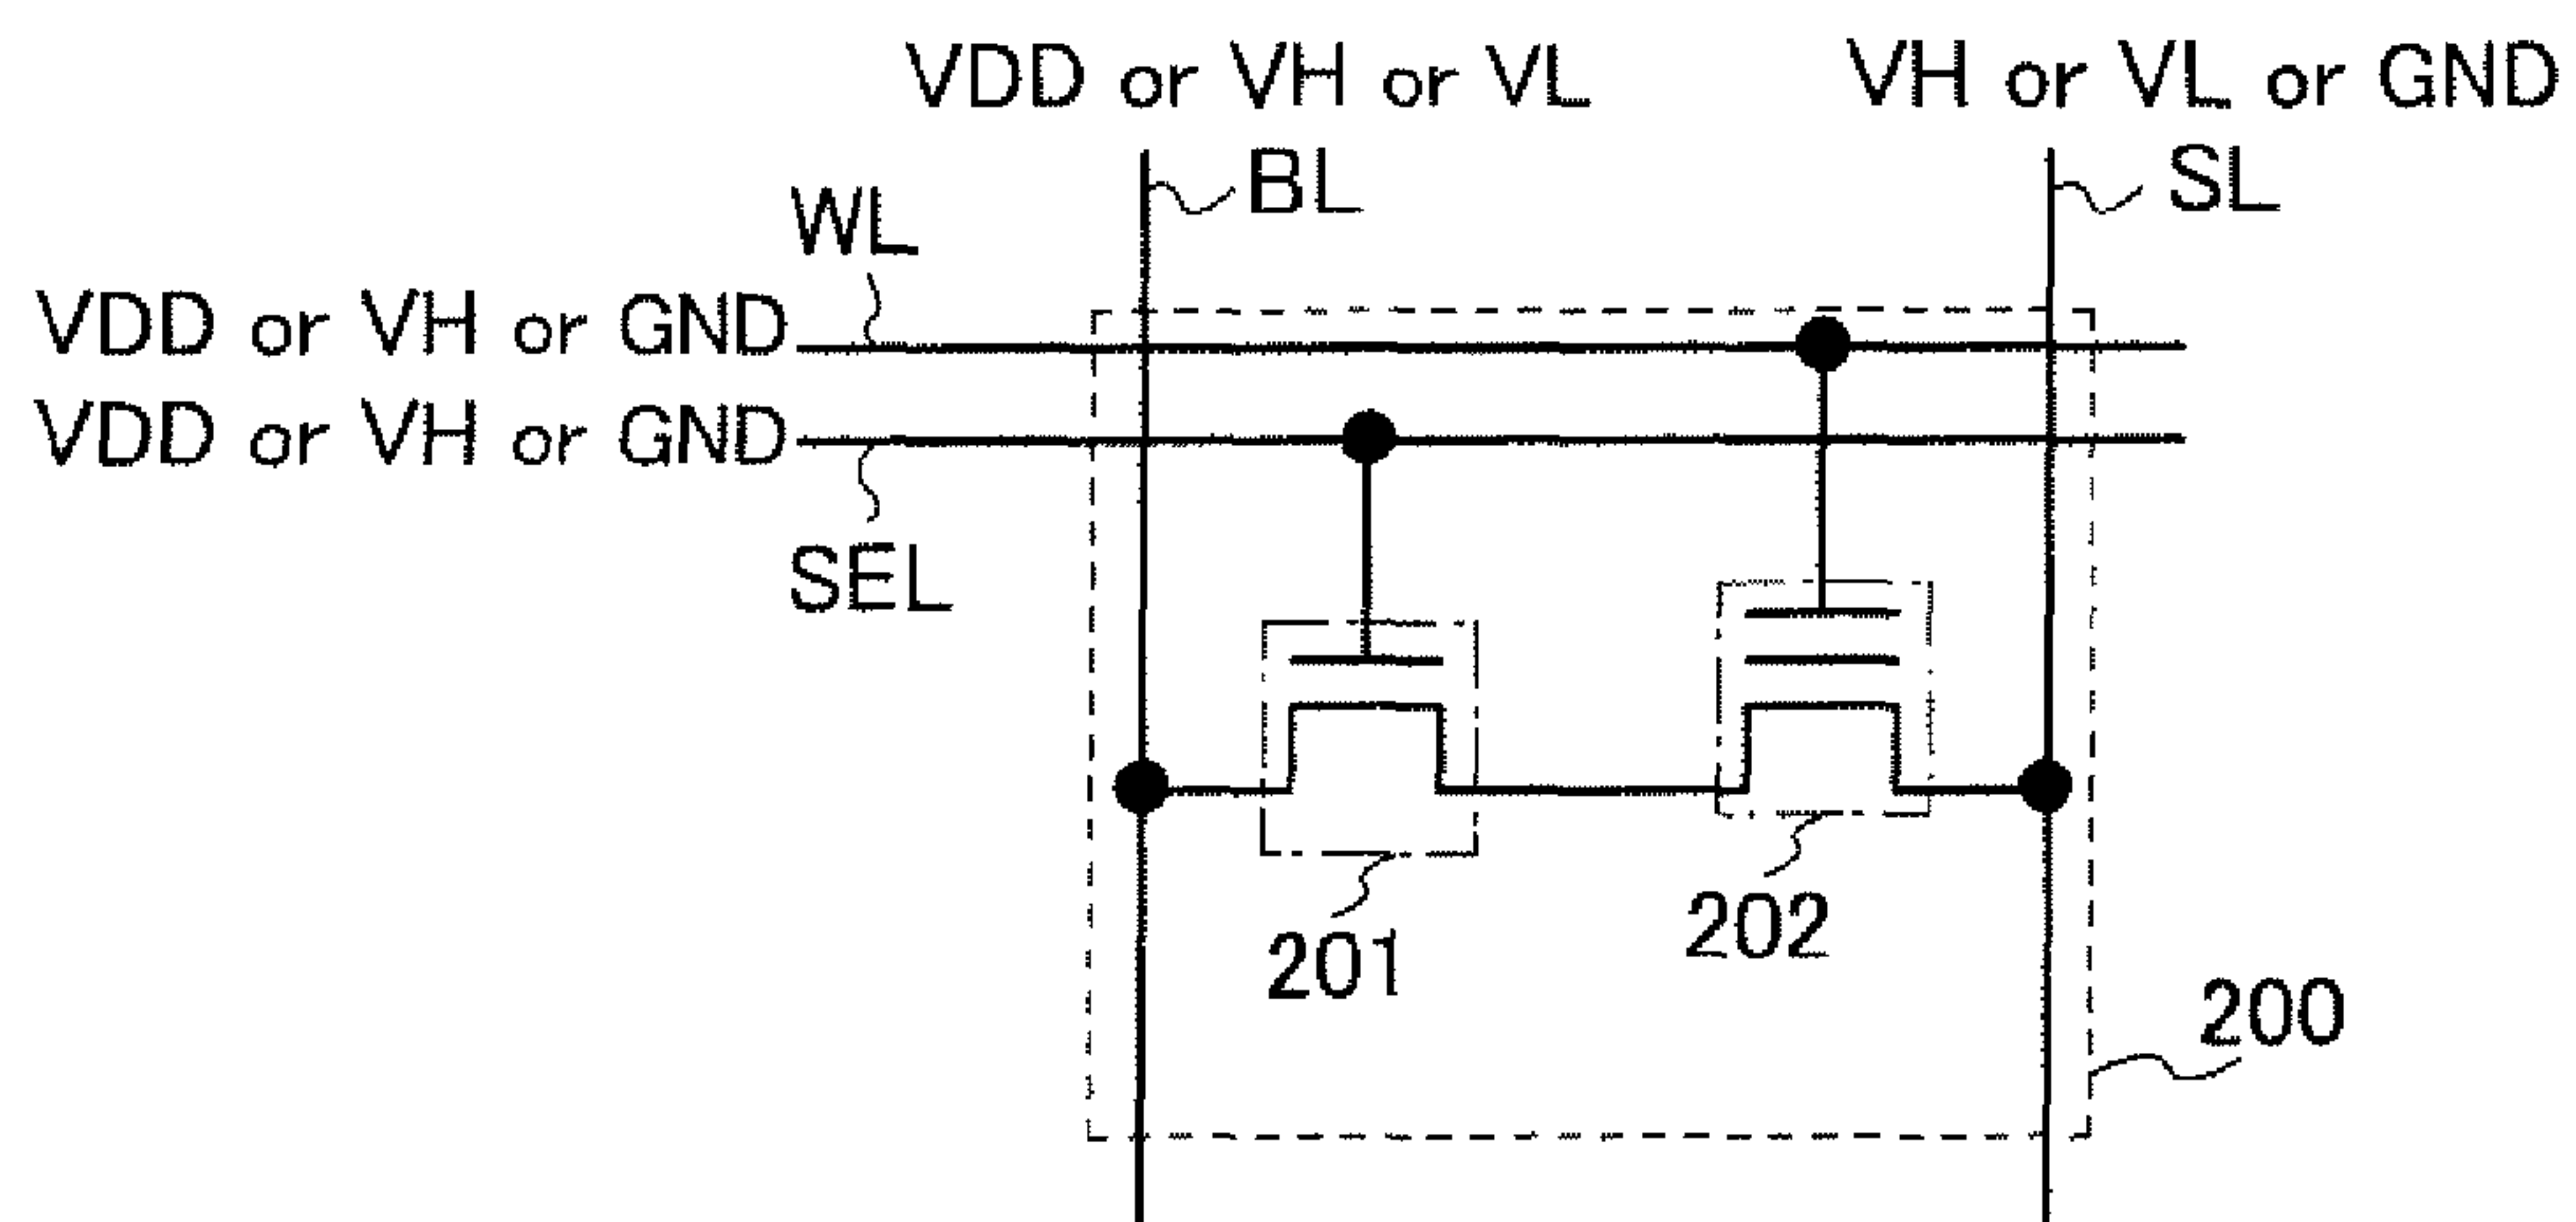 VDD or VH or VL
VH or VL or GND
BL
SL
WL
VDD or VH or GND
VDD or VH or GND
SEL
201
202
200